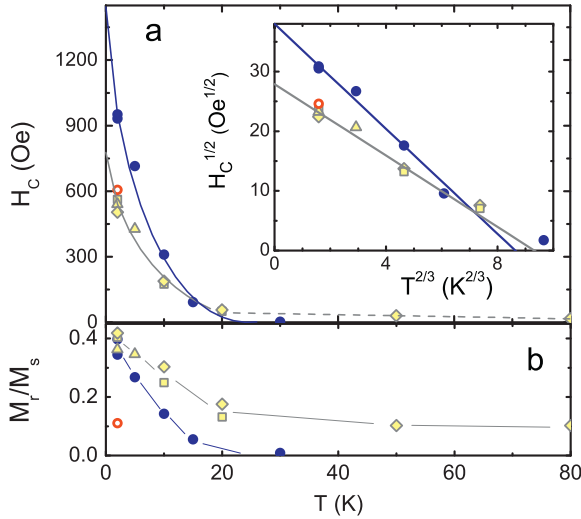 a
1200
900
600
300
0
H_C (Oe)
30
20
10
0
H_C^{1/2} (Oe^{1/2})
0 4 8
T^{2/3} (K^{2/3})
b
0.4
0.2
0.0
M_r/M_s
0 20 40 60 80
T (K)